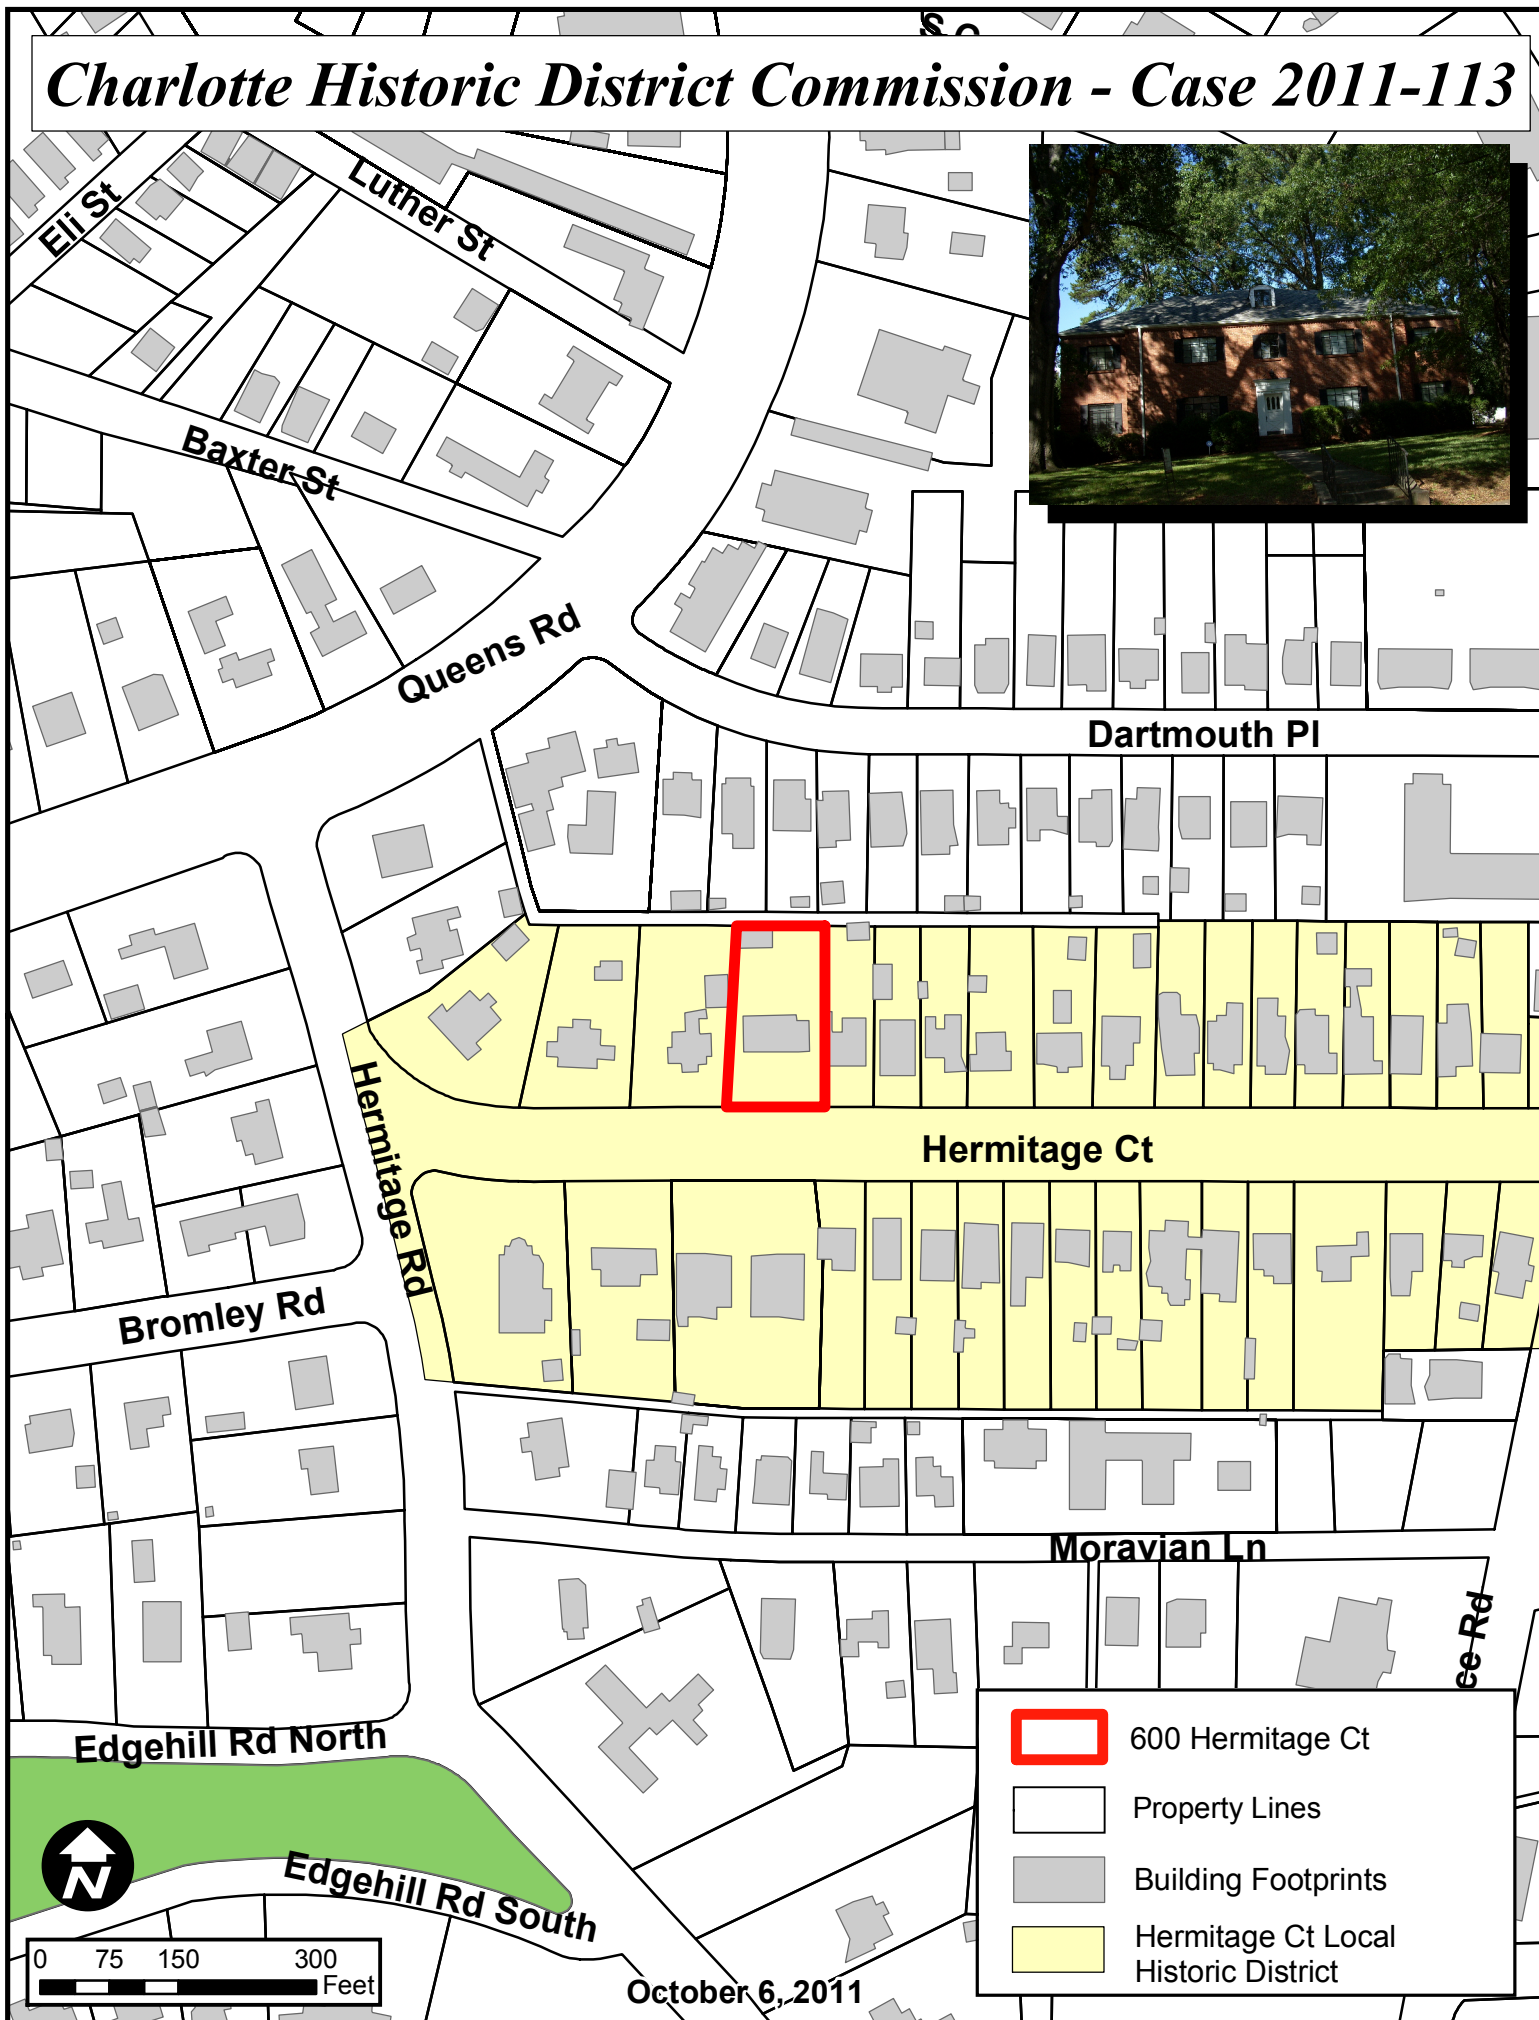 Charlotte Historic District Commission - Case 2011-113
Eli St
Luther St
Baxter St
Queens Rd
Dartmouth Pl
Hermitage Ct
Hermitage Rd
Bromley Rd
Moravian Ln
ce Rd
Edgehill Rd North
Edgehill Rd South
600 Hermitage Ct
Property Lines
Building Footprints
Hermitage Ct Local
Historic District
N
0 75 150 300
Feet
October 6, 2011